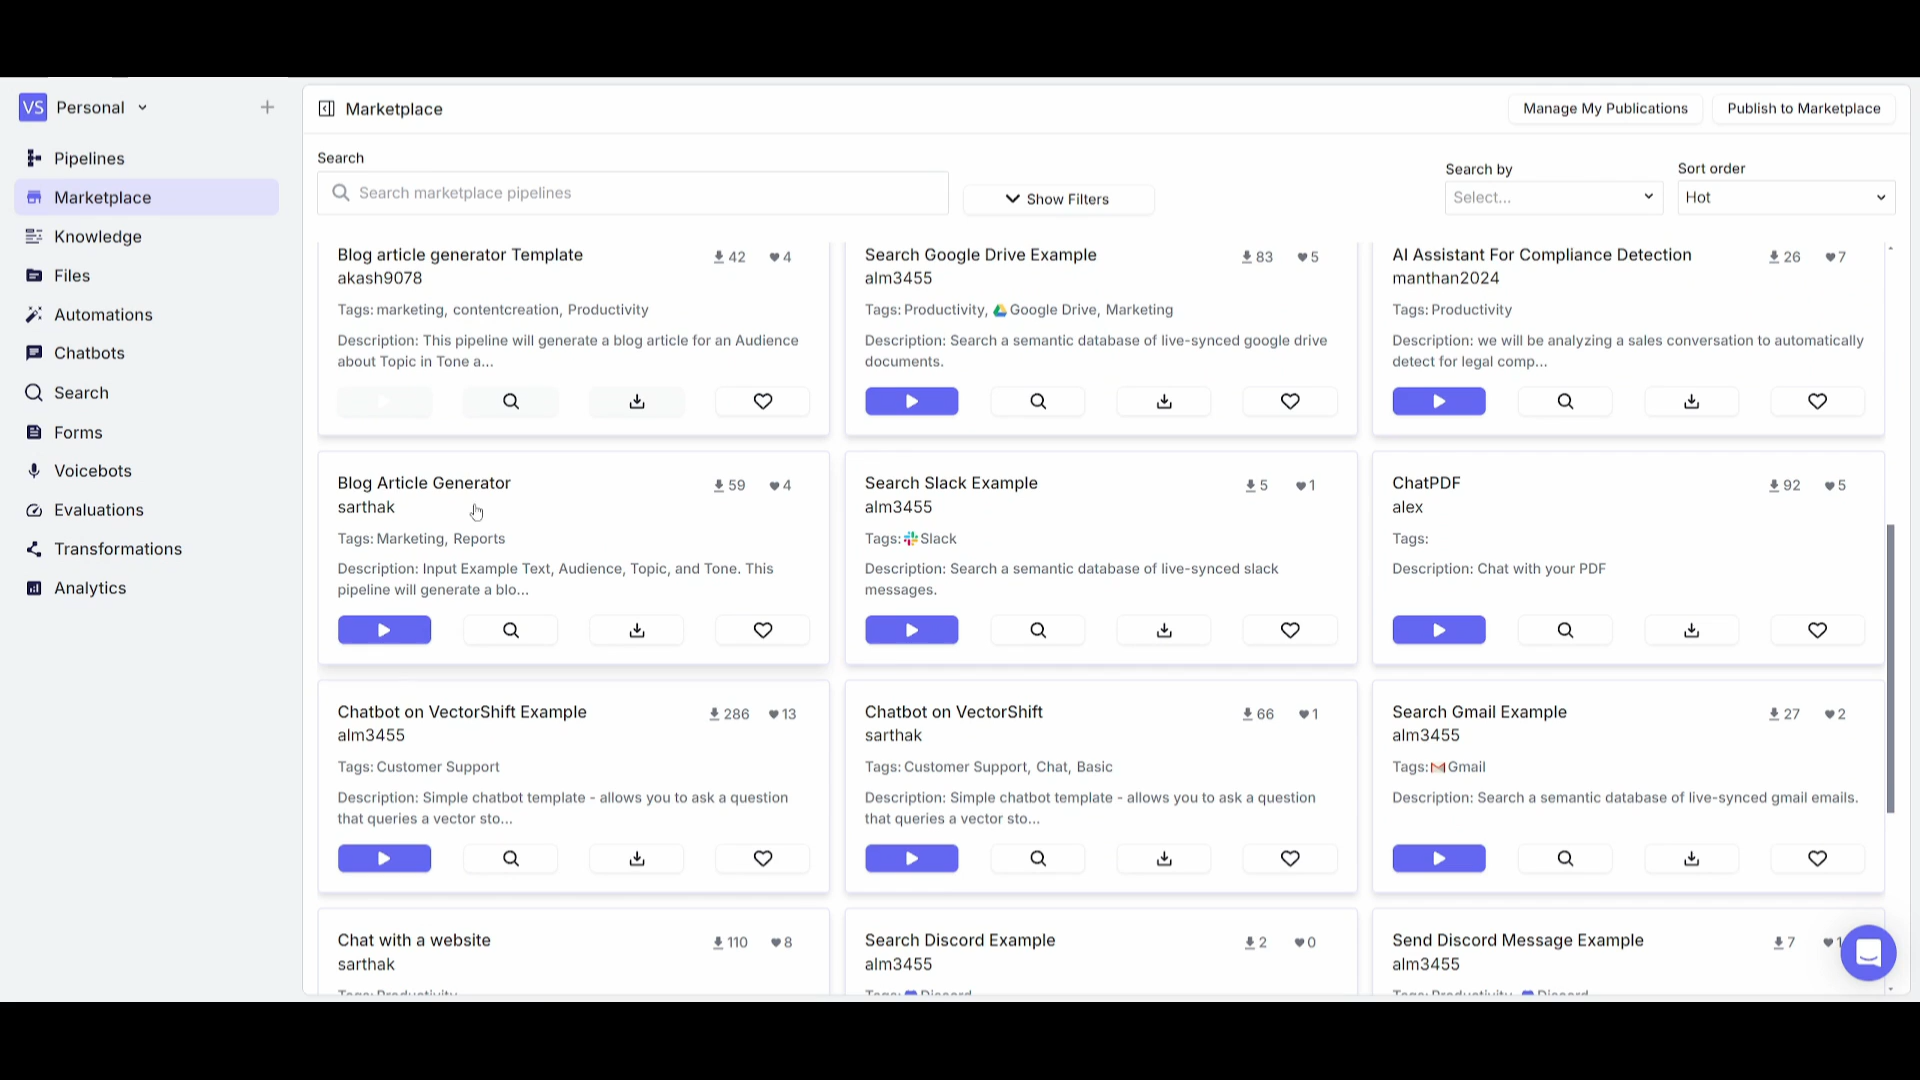 VS Personal
Pipelines
Marketplace
Knowledge
Files
Automations
Chatbots
Search
Forms
Voicebots
Evaluations
Transformations
Analytics
Marketplace
Manage My Publications
Publish to Marketplace
Search
Search marketplace pipelines
Show Filters
Search by
Select...
Sort order
Hot
Blog article generator Template
42 4
akash9078
Tags: marketing, contentcreation, Productivity
Description: This pipeline will generate a blog article for an Audience
about Topic in Tone a...
Search Google Drive Example
83 5
alm3455
Tags: Productivity, Google Drive, Marketing
Description: Search a semantic database of live-synced google drive
documents.
AI Assistant For Compliance Detection
26 7
manthan2024
Tags: Productivity
Description: we will be analyzing a sales conversation to automatically
detect for legal comp...
Blog Article Generator
59 4
sarthak
Tags: Marketing, Reports
Description: Input Example Text, Audience, Topic, and Tone. This
pipeline will generate a blo...
Search Slack Example
5 1
alm3455
Tags: Slack
Description: Search a semantic database of live-synced slack
messages.
ChatPDF
92 5
alex
Tags:
Description: Chat with your PDF
Chatbot on VectorShift Example
286 13
alm3455
Tags: Customer Support
Description: Simple chatbot template - allows you to ask a question
that queries a vector sto...
Chatbot on VectorShift
66 1
sarthak
Tags: Customer Support, Chat, Basic
Description: Simple chatbot template - allows you to ask a question
that queries a vector sto...
Search Gmail Example
27 2
alm3455
Tags: Gmail
Description: Search a semantic database of live-synced gmail emails.
Chat with a website
110 8
sarthak
Tags: Productivity
Search Discord Example
2 0
alm3455
Tags: Discord
Send Discord Message Example
7 1
alm3455
Tags: Productivity, Discord